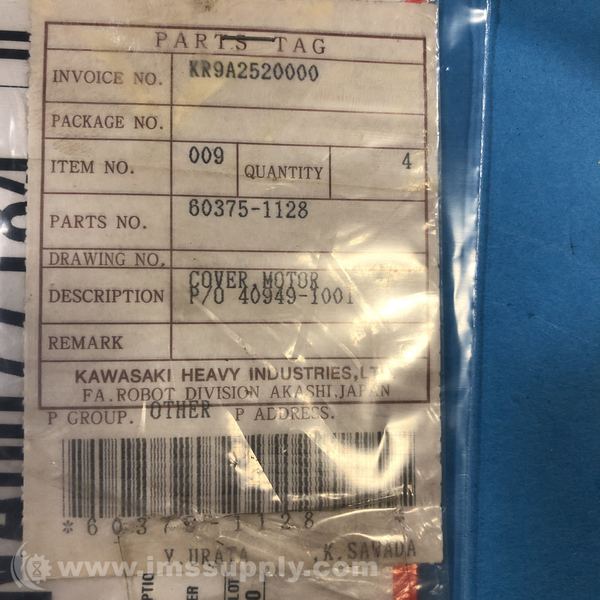 PARTS TAG
INVOICE NO. KR9A2520000
PACKAGE NO.
ITEM NO. 009 QUANTITY 4
PARTS NO. 60375-1128
DRAWING NO.
COVER,MOTOR
DESCRIPTION P/O 40949-1001
REMARK
KAWASAKI HEAVY INDUSTRIES,
FA.ROBOT DIVISION AKASHI,JAPAN
P GROUP. OTHER P ADDRESS.
*60375-1128 *
Y.URATA .K.SAWADA
www.imssupply.com